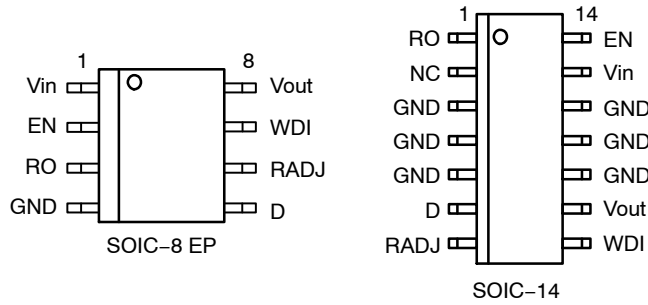 1 8
Vin Vout
EN WDI
RO RADJ
GND D
SOIC−8 EP
1 14
RO EN
NC Vin
GND GND
GND GND
GND GND
D Vout
RADJ WDI
SOIC−14